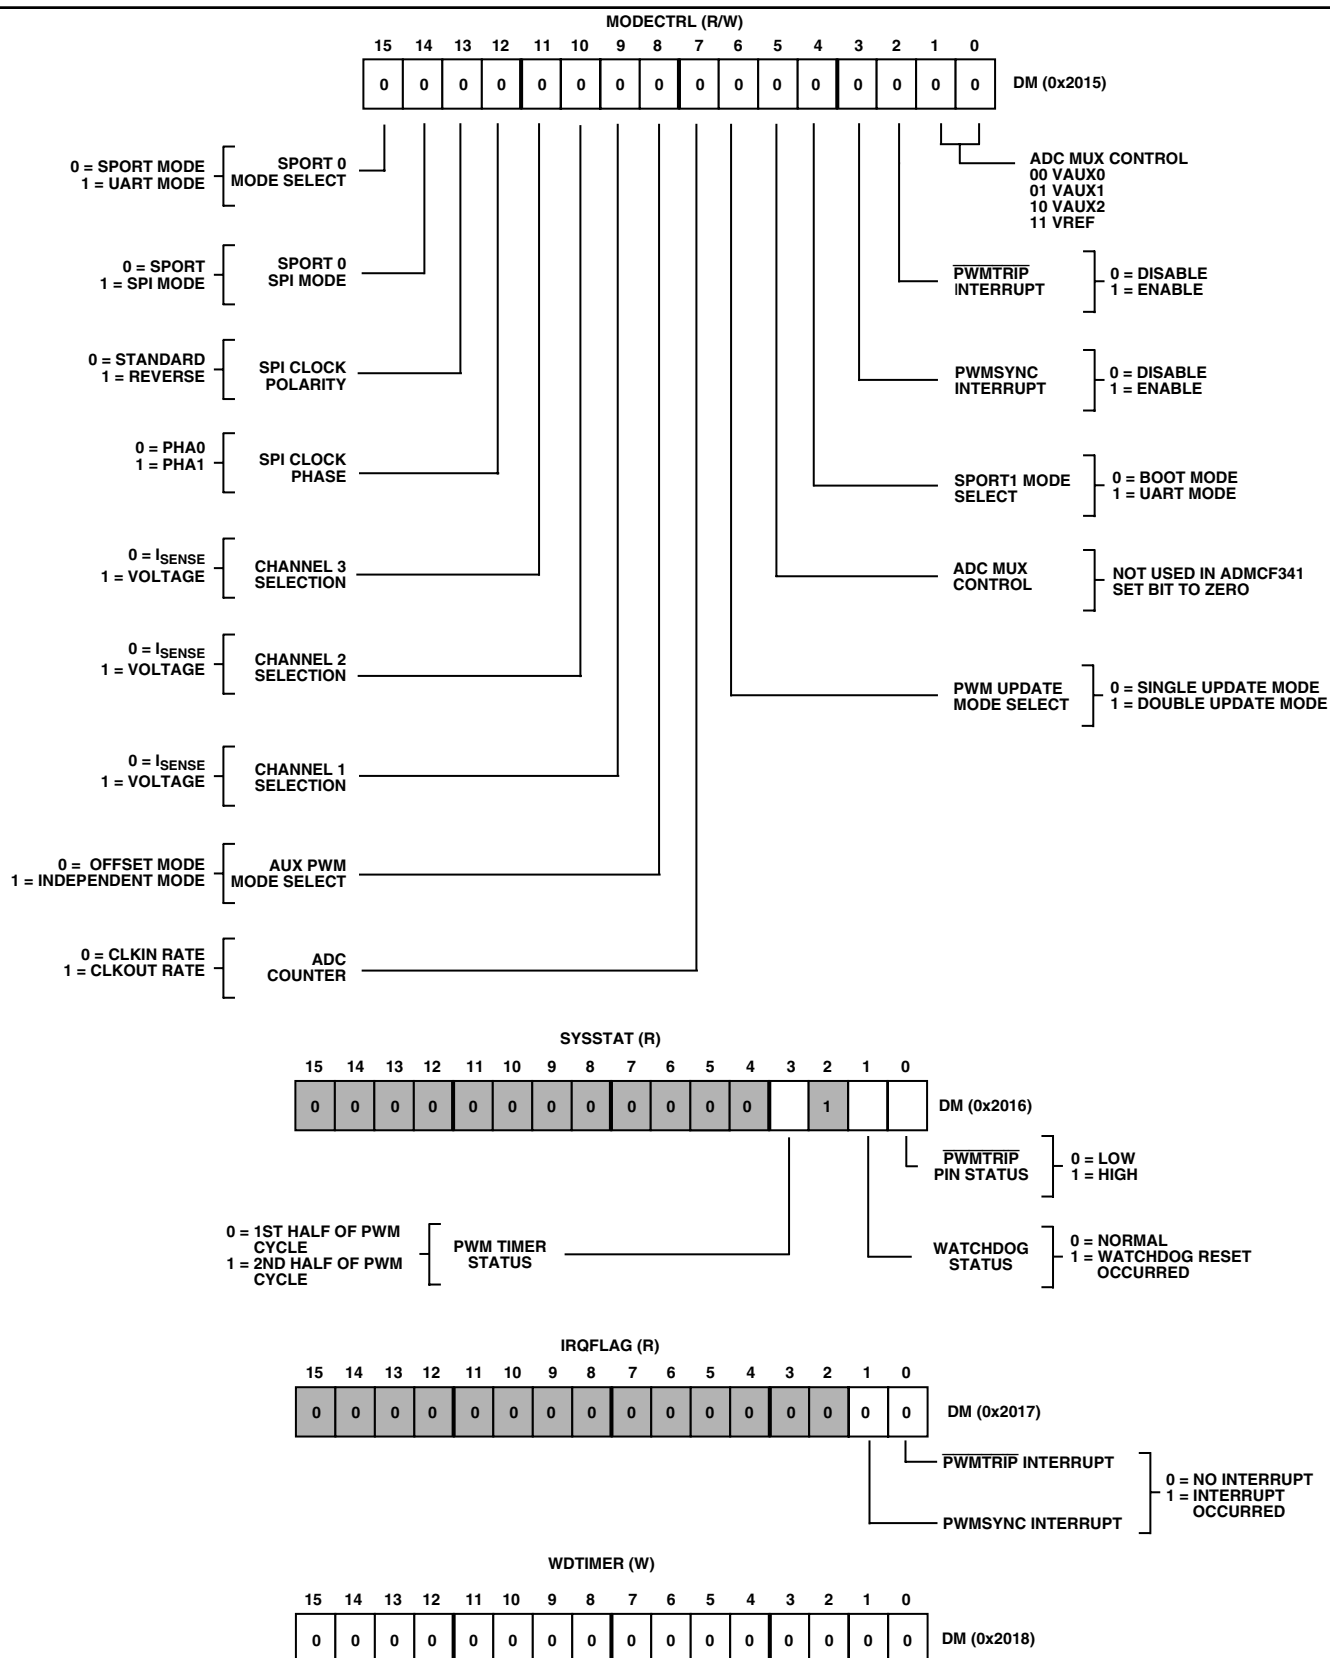 MODECTRL (R/W)
15 14 13 12 11 10 9 8 7 6 5 4 3 2 1 0
0 0 0 0 0 0 0 0 0 0 0 0 0 0 0 0 DM (0x2015)
0 = SPORT MODE
1 = UART MODE
SPORT 0
MODE SELECT
ADC MUX CONTROL
00 VAUX0
01 VAUX1
10 VAUX2
11 VREF
0 = SPORT
1 = SPI MODE
SPORT 0
SPI MODE
PWMTRIP
INTERRUPT
0 = DISABLE
1 = ENABLE
0 = STANDARD
1 = REVERSE
SPI CLOCK
POLARITY
PWMSYNC
INTERRUPT
0 = DISABLE
1 = ENABLE
0 = PHA0
1 = PHA1
SPI CLOCK
PHASE
SPORT1 MODE
SELECT
0 = BOOT MODE
1 = UART MODE
0 = ISENSE
1 = VOLTAGE
CHANNEL 3
SELECTION
ADC MUX
CONTROL
NOT USED IN ADMCF341
SET BIT TO ZERO
0 = ISENSE
1 = VOLTAGE
CHANNEL 2
SELECTION
PWM UPDATE
MODE SELECT
0 = SINGLE UPDATE MODE
1 = DOUBLE UPDATE MODE
0 = ISENSE
1 = VOLTAGE
CHANNEL 1
SELECTION
0 = OFFSET MODE
1 = INDEPENDENT MODE
AUX PWM
MODE SELECT
0 = CLKIN RATE
1 = CLKOUT RATE
ADC
COUNTER
SYSSTAT (R)
15 14 13 12 11 10 9 8 7 6 5 4 3 2 1 0
0 0 0 0 0 0 0 0 0 0 0 0 1 DM (0x2016)
PWMTRIP
PIN STATUS
0 = LOW
1 = HIGH
0 = 1ST HALF OF PWM
CYCLE
1 = 2ND HALF OF PWM
CYCLE
PWM TIMER
STATUS
WATCHDOG
STATUS
0 = NORMAL
1 = WATCHDOG RESET
OCCURRED
IRQFLAG (R)
15 14 13 12 11 10 9 8 7 6 5 4 3 2 1 0
0 0 0 0 0 0 0 0 0 0 0 0 0 0 0 0 DM (0x2017)
PWMTRIP INTERRUPT
PWMSYNC INTERRUPT
0 = NO INTERRUPT
1 = INTERRUPT
OCCURRED
WDTIMER (W)
15 14 13 12 11 10 9 8 7 6 5 4 3 2 1 0
0 0 0 0 0 0 0 0 0 0 0 0 0 0 0 0 DM (0x2018)